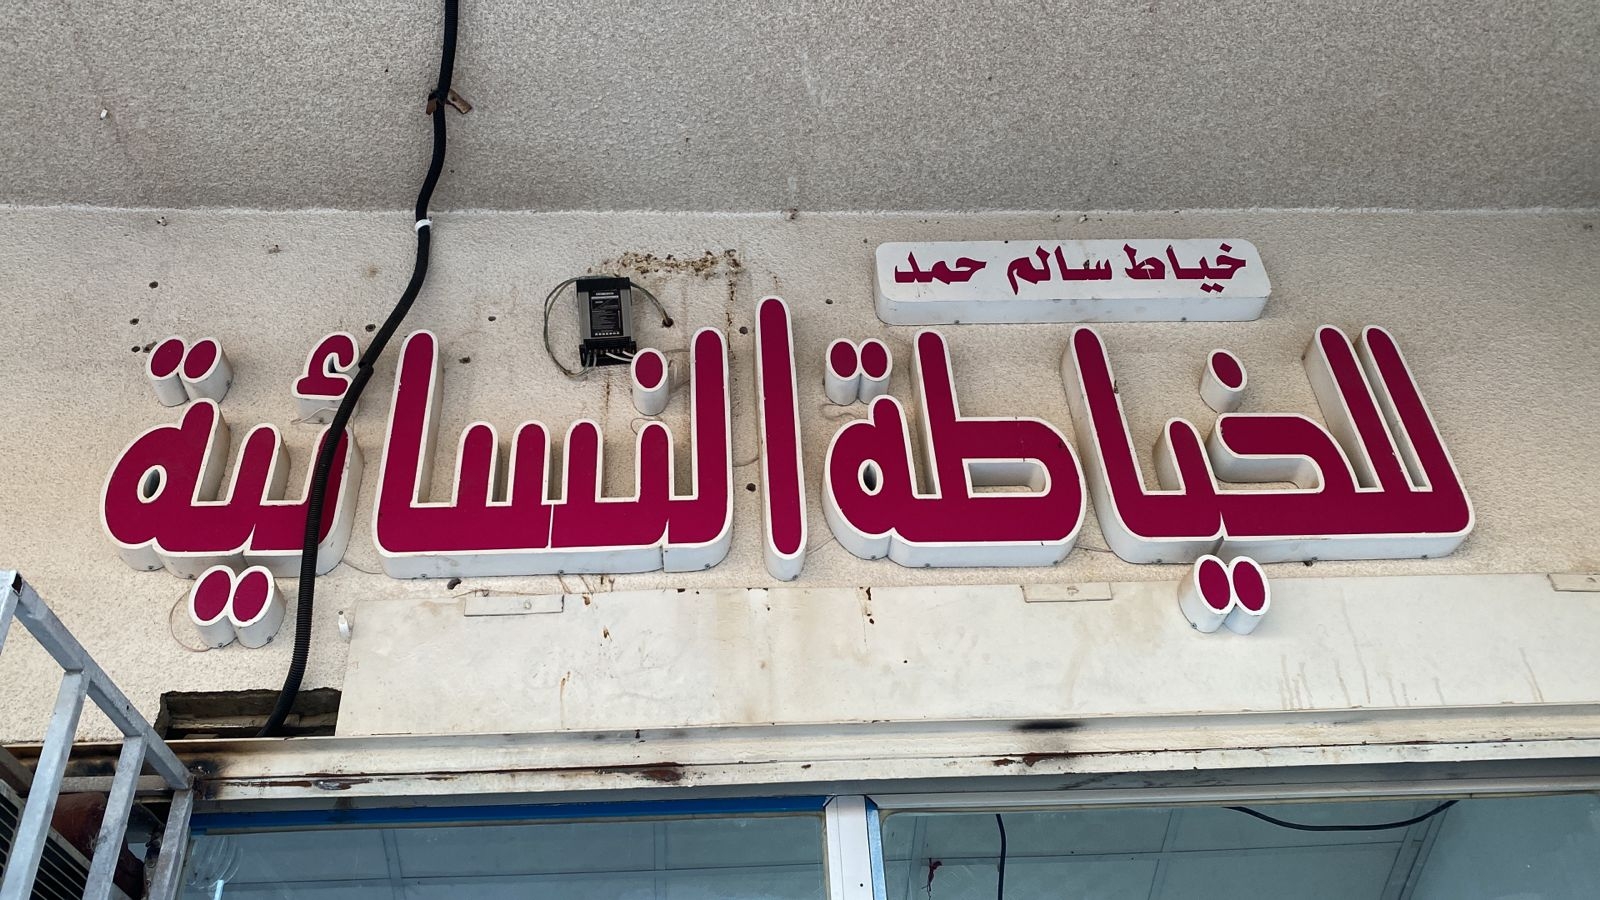 خياط سالم حمد
للخياطة النسائية